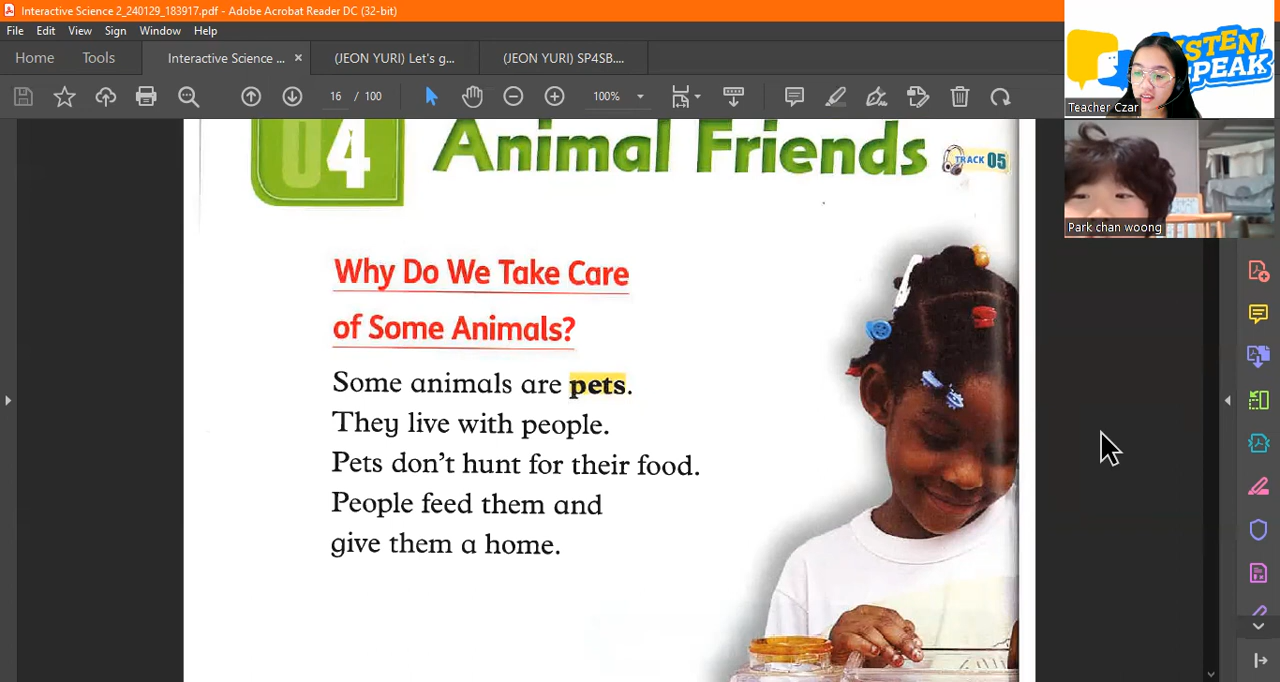 Interactive Science 2_240129_183917.pdf - Adobe Acrobat Reader DC (32-bit)
File Edit View Sign Window Help
Home Tools Interactive Science ... × (JEON YURI) Let's g... (JEON YURI) SP4SB....
16 / 100 100%
LISTEN
SPEAK
Teacher Czar
Park chan woong
04 Animal Friends
TRACK 05
Why Do We Take Care
of Some Animals?
Some animals are pets.
They live with people.
Pets don't hunt for their food.
People feed them and
give them a home.